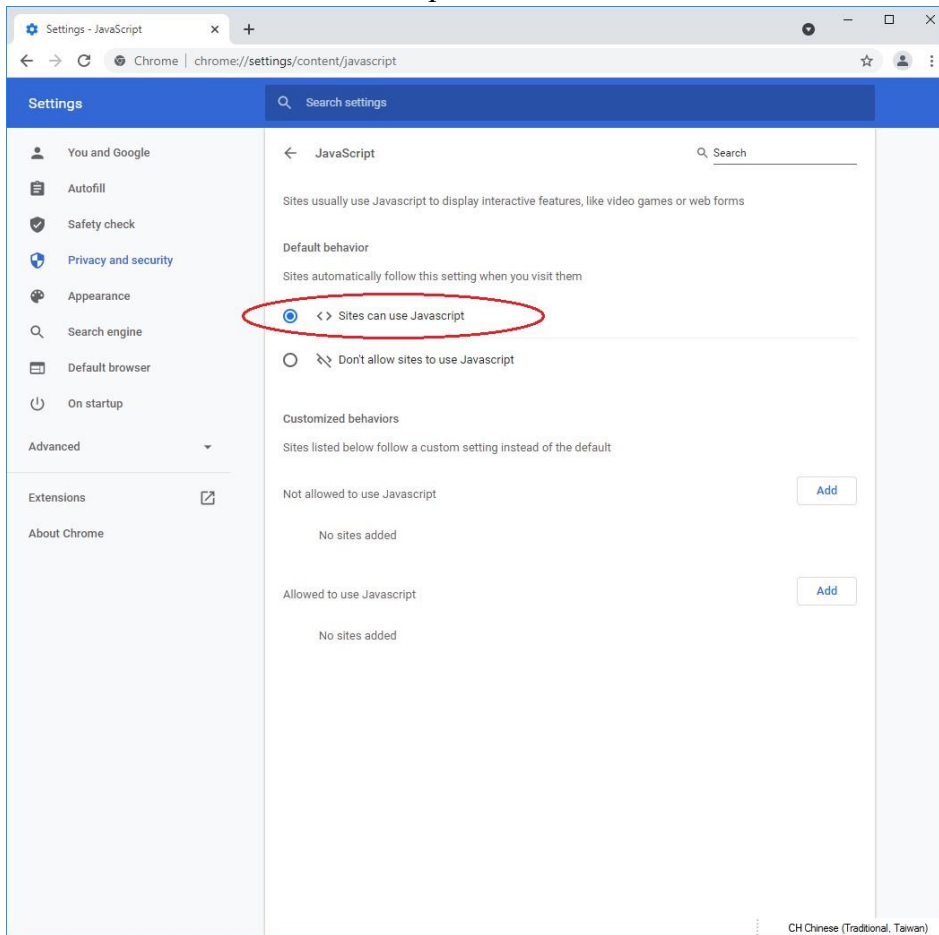 Settings - JavaScript
Chrome | chrome://settings/content/javascript
Settings
Search settings
You and Google
Autofill
Safety check
Privacy and security
Appearance
Search engine
Default browser
On startup
Advanced
Extensions
About Chrome
JavaScript
Search
Sites usually use Javascript to display interactive features, like video games or web forms
Default behavior
Sites automatically follow this setting when you visit them
<> Sites can use Javascript
Don't allow sites to use Javascript
Customized behaviors
Sites listed below follow a custom setting instead of the default
Not allowed to use Javascript
Add
No sites added
Allowed to use Javascript
Add
No sites added
CH Chinese (Traditional, Taiwan)